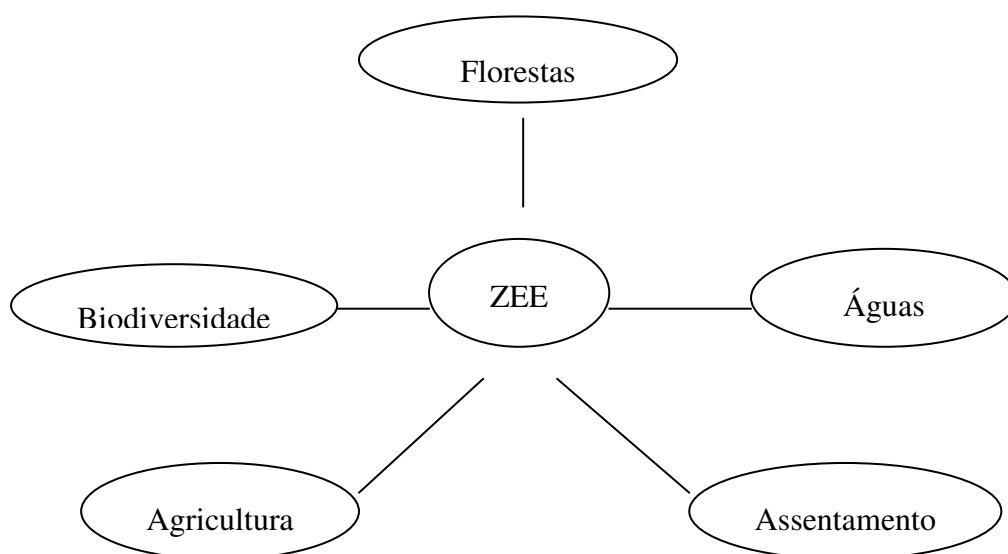 Florestas
ZEE
Biodiversidade
Águas
Agricultura
Assentamento